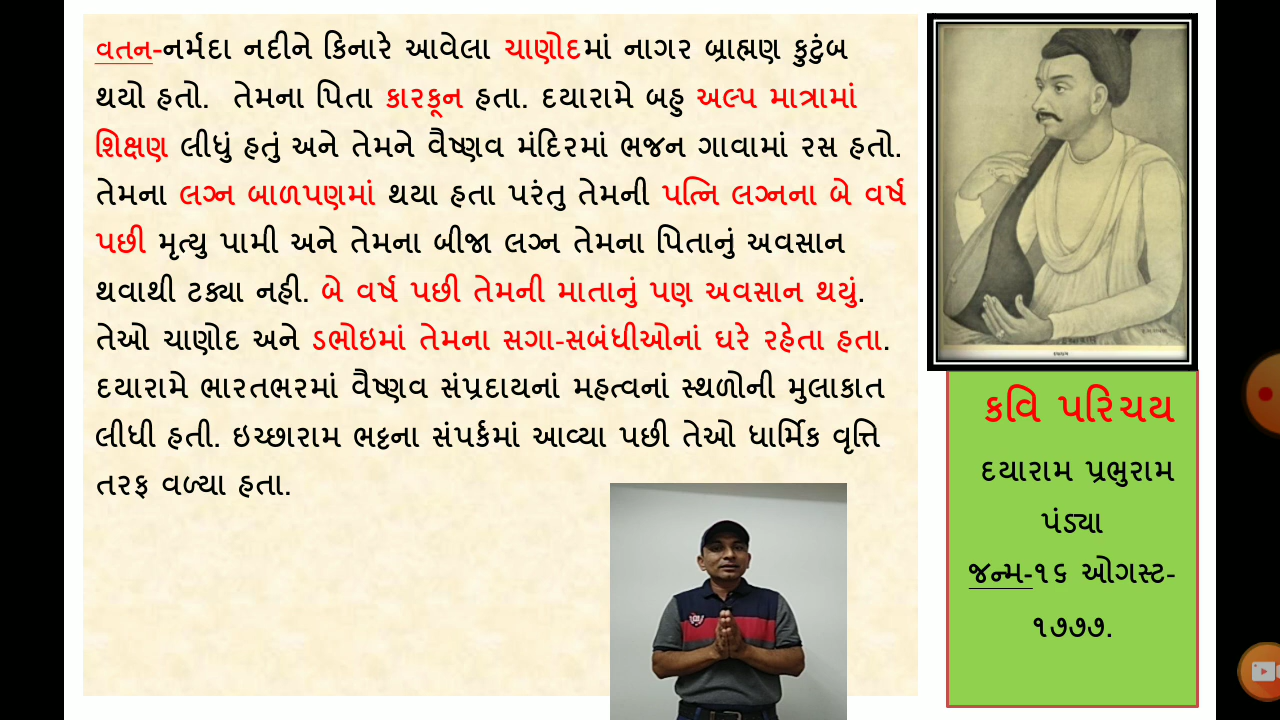 વતન-નર્મદા નદીને કિનારે આવેલા ચાણોદમાં નાગર બ્રાહ્મણ કુટુંબ
થયો હતો. તેમના પિતા કારકૂન હતા. દયારામે બહુ અલ્પ માત્રામાં
શિક્ષણ લીધું હતું અને તેમને વૈષ્ણવ મંદિરમાં ભજન ગાવામાં રસ હતો.
તેમના લગ્ન બાળપણમાં થયા હતા પરંતુ તેમની પત્નિ લગ્નના બે વર્ષ
પછી મૃત્યુ પામી અને તેમના બીજા લગ્ન તેમના પિતાનું અવસાન
થવાથી ટક્યા નહી. બે વર્ષ પછી તેમની માતાનું પણ અવસાન થયું.
તેઓ ચાણોદ અને ડભોઇમાં તેમના સગા-સબંધીઓનાં ઘરે રહેતા હતા.
દયારામે ભારતભરમાં વૈષ્ણવ સંપ્રદાયનાં મહત્વનાં સ્થળોની મુલાકાત
લીધી હતી. ઇચ્છારામ ભટ્ટના સંપર્કમાં આવ્યા પછી તેઓ ધાર્મિક વૃત્તિ
તરફ વળ્યા હતા.
કવિ પરિચય
દયારામ પ્રભુરામ
પંડ્યા
જન્મ-૧૬ ઓગસ્ટ-
૧૭૭૭.